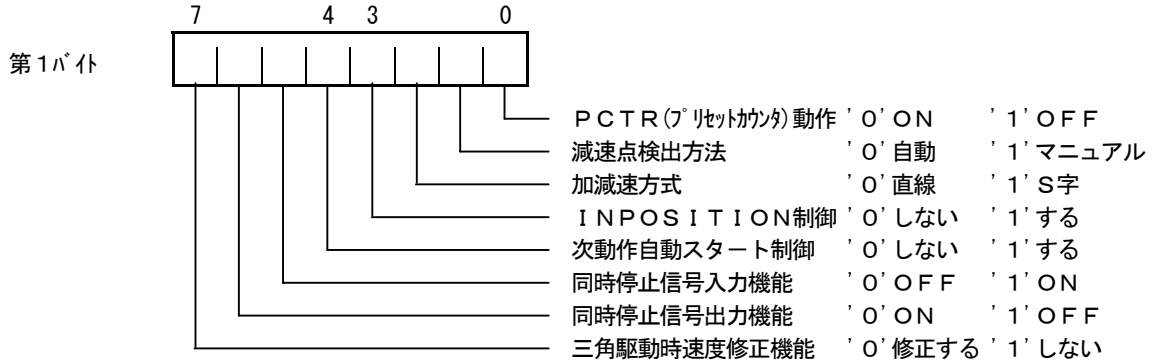 7 4 3 0
第１ﾊﾞｲﾄ
ＰＣＴＲ(ﾌﾟﾘｾｯﾄｶｳﾝﾀ)動作 '０'ＯＮ '１'ＯＦＦ
減速点検出方法 '０'自動 '１'マニュアル
加減速方式 '０'直線 '１'Ｓ字
ＩＮＰＯＳＩＴＩＯＮ制御 '０'しない '１'する
次動作自動スタート制御 '０'しない '１'する
同時停止信号入力機能 '０'ＯＦＦ '１'ＯＮ
同時停止信号出力機能 '０'ＯＮ '１'ＯＦＦ
三角駆動時速度修正機能 '０'修正する '１'しない